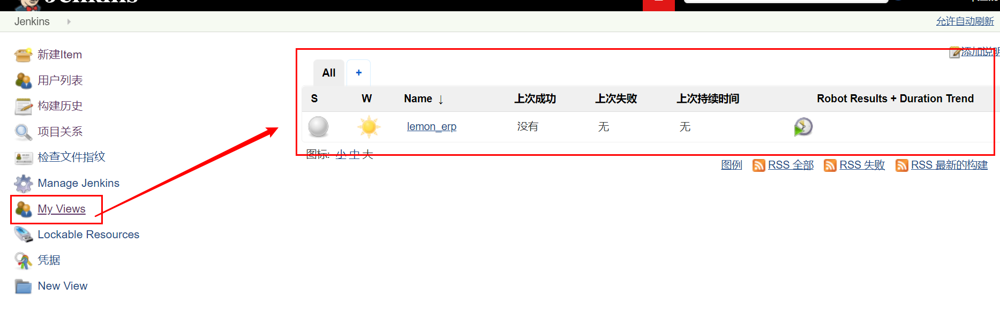 Jenkins
Jenkins
允许自动刷新
新建Item
用户列表
构建历史
项目关系
检查文件指纹
Manage Jenkins
My Views
Lockable Resources
凭据
New View
添加说明
All +
S W Name ↓ 上次成功 上次失败 上次持续时间 Robot Results + Duration Trend
lemon_erp 没有 无 无
图标: 小 中 大
图例 RSS 全部 RSS 失败 RSS 最新的构建